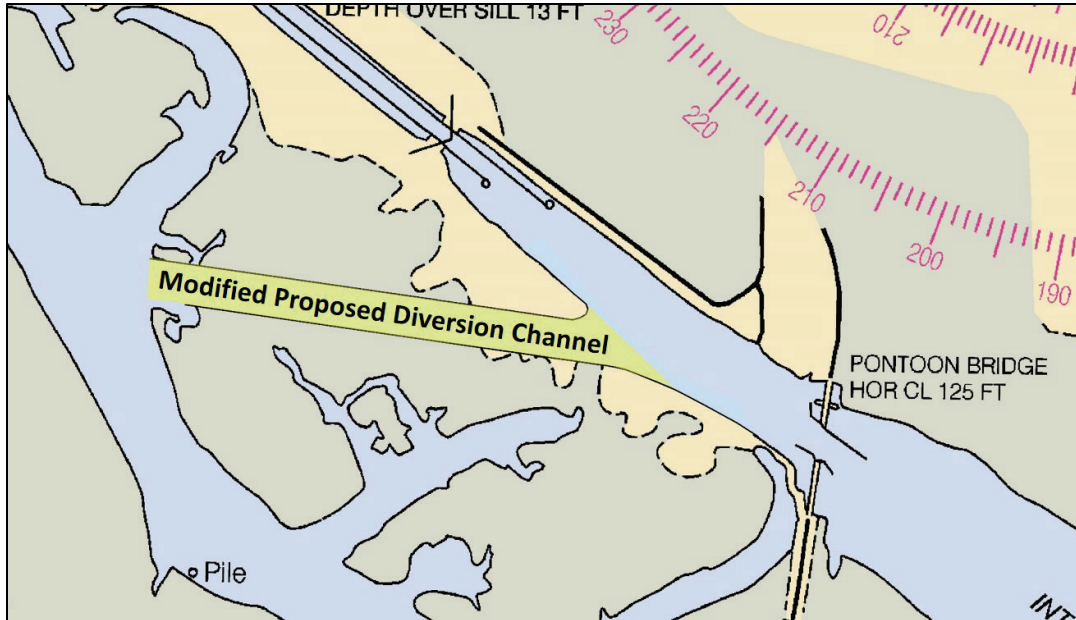 DEPTH OVER SILL 13 FT
230
220
210
200
190
210
Modified Proposed Diversion Channel
PONTOON BRIDGE
HOR CL 125 FT
Pile
INT